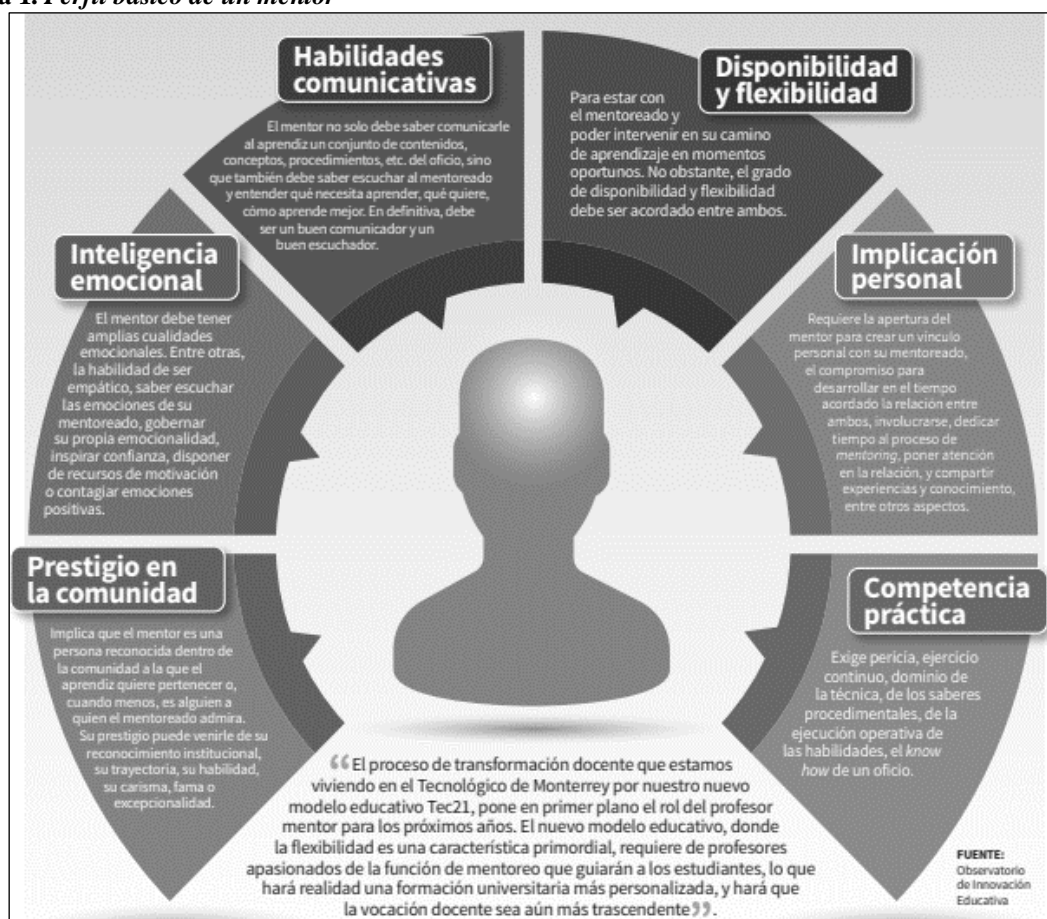 a 1. Perfil básico de un mentor
Habilidades
comunicativas
El mentor no solo debe saber comunicarle
al aprendiz un conjunto de contenidos,
conceptos, procedimientos, etc. del oficio, sino
que también debe saber escuchar al mentoreado
y entender qué necesita aprender, qué quiere,
cómo aprende mejor. En definitiva, debe
ser un buen comunicador y un
buen escuchador.
Disponibilidad
y flexibilidad
Para estar con
el mentoreado y
poder intervenir en su camino
de aprendizaje en momentos
oportunos. No obstante, el grado
de disponibilidad y flexibilidad
debe ser acordado entre ambos.
Inteligencia
emocional
El mentor debe tener
amplias cualidades
emocionales. Entre otras,
la habilidad de ser
empático, saber escuchar
las emociones de su
mentoreado, gobernar
su propia emocionalidad,
inspirar confianza, disponer
de recursos de motivación
o contagiar emociones
positivas.
Implicación
personal
Requiere la apertura del
mentor para crear un vínculo
personal con su mentoreado,
el compromiso para
desarrollar en el tiempo
acordado la relación entre
ambos, involucrarse, dedicar
tiempo al proceso de
mentoring, poner atención
en la relación, y compartir
experiencias y conocimiento,
entre otros aspectos.
Prestigio en
la comunidad
Implica que el mentor es una
persona reconocida dentro de
la comunidad a la que el
aprendiz quiere pertenecer o,
cuando menos, es alguien a
quien el mentoreado admira.
Su prestigio puede venirle de su
reconocimiento institucional,
su trayectoria, su habilidad,
su carisma, fama o
excepcionalidad.
Competencia
práctica
Exige pericia, ejercicio
continuo, dominio de
la técnica, de los saberes
procedimentales, de la
ejecución operativa de
las habilidades, el know
how de un oficio.
“El proceso de transformación docente que estamos
viviendo en el Tecnológico de Monterrey por nuestro nuevo
modelo educativo Tec21, pone en primer plano el rol del profesor
mentor para los próximos años. El nuevo modelo educativo, donde
la flexibilidad es una característica primordial, requiere de profesores
apasionados de la función de mentoreo que guiarán a los estudiantes, lo que
hará realidad una formación universitaria más personalizada, y hará que
la vocación docente sea aún más trascendente”.
FUENTE:
Observatorio
de Innovación
Educativa